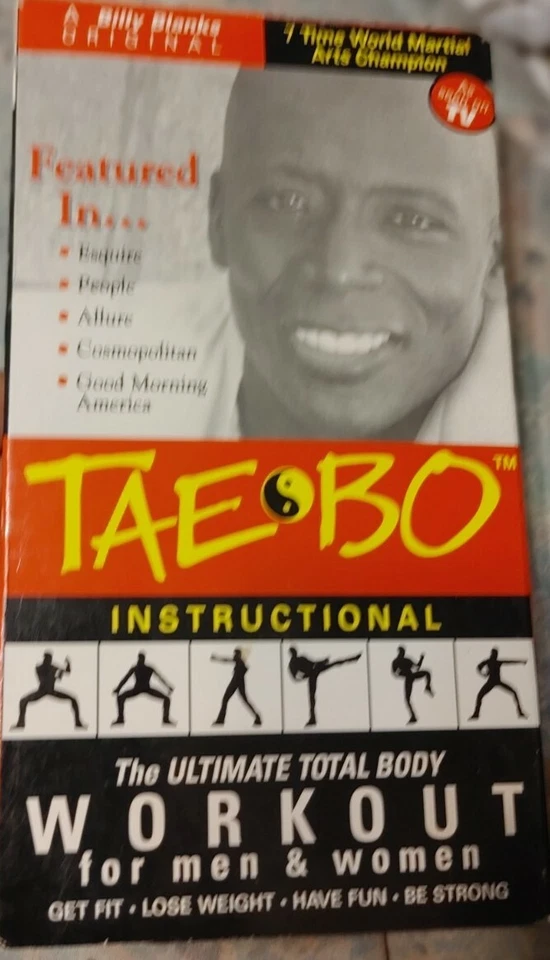 A Billy Blanks
ORIGINAL
7 Time World Martial
Arts Champion
As
seen on
TV
Featured
In...
▪ Esquire
▪ People
▪ Allure
▪ Cosmopolitan
▪ Good Morning
America
TAE BO™
INSTRUCTIONAL
The ULTIMATE TOTAL BODY
WORKOUT
for men & women
GET FIT • LOSE WEIGHT • HAVE FUN • BE STRONG